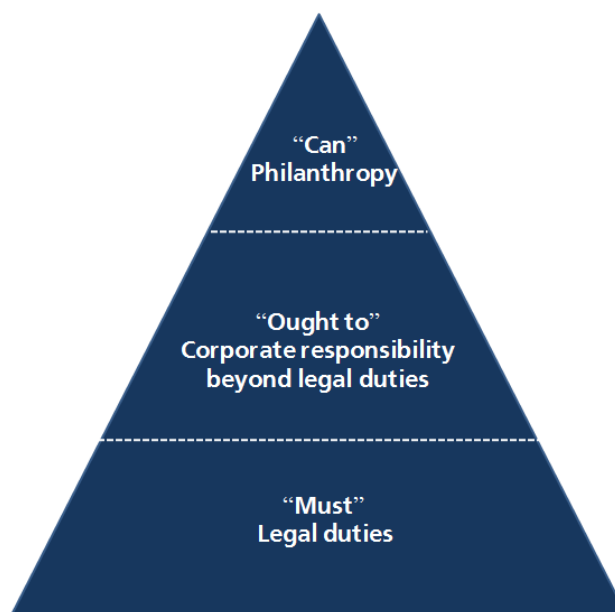 “Can”
Philanthropy
“Ought to”
Corporate responsibility
beyond legal duties
“Must”
Legal duties